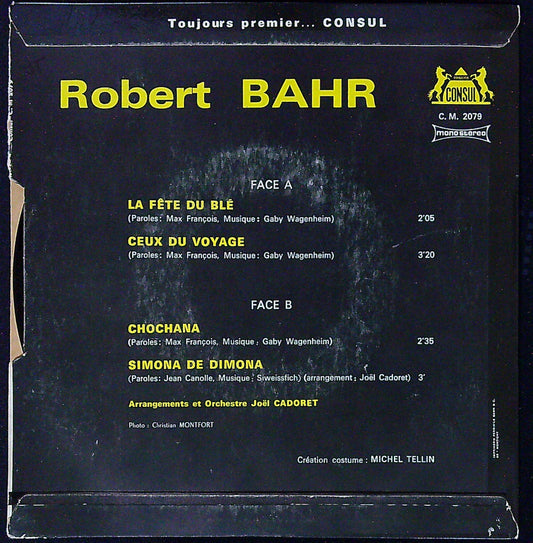 Toujours premier... CONSUL
Robert BAHR
CONSUL
C. M. 2079
mono stéréo
FACE A
LA FÊTE DU BLÉ
(Paroles: Max François, Musique: Gaby Wagenheim) 2'05
CEUX DU VOYAGE
(Paroles: Max François, Musique: Gaby Wagenheim) 3'20
FACE B
CHOCHANA
(Paroles: Max François, Musique: Gaby Wagenheim) 2'35
SIMONA DE DIMONA
(Paroles: Jean Canolle, Musique: Siweissfich) (arrangement: Joël Cadoret) 3'
Arrangements et Orchestre Joël CADORET
Photo : Christian MONTFORT
Création costume : MICHEL TELLIN